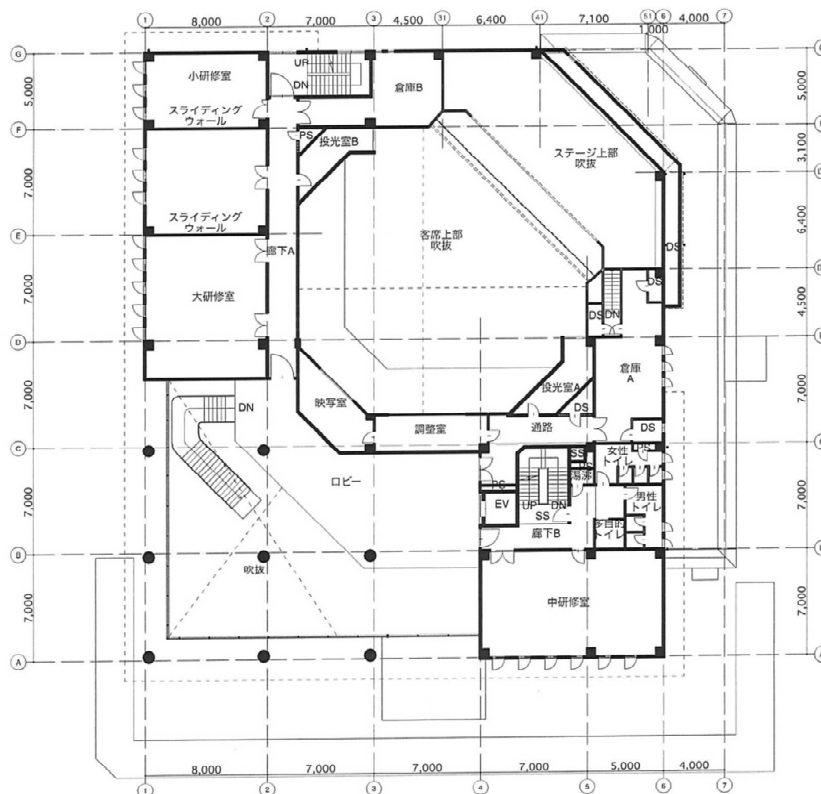 1 2 3 31 41 51 6 7
8,000 7,000 4,500 6,400 7,100 4,000
1,000
G
小研修室
UP
DN
倉庫B
5,000
5,000
スライディング
ウォール
F
PS
投光室B
3,100
ステージ上部
吹抜
7,000
6,400
スライディング
ウォール
E
廊下A
客席上部
吹抜
DS
大研修室
7,000
DS
DS
DN
4,500
D
倉庫
A
投光室A
映写室
DS
7,000
7,000
DN
調整室
通路
DS
C
C
ロビー
SS
PS
女性
トイレ
湯沸
PS
EV
UP
DN
SS
男性
トイレ
多目的
トイレ
廊下B
7,000
7,000
B
吹抜
中研修室
7,000
7,000
A
8,000 7,000 7,000 7,000 5,000 4,000
1 2 3 4 5 6 7